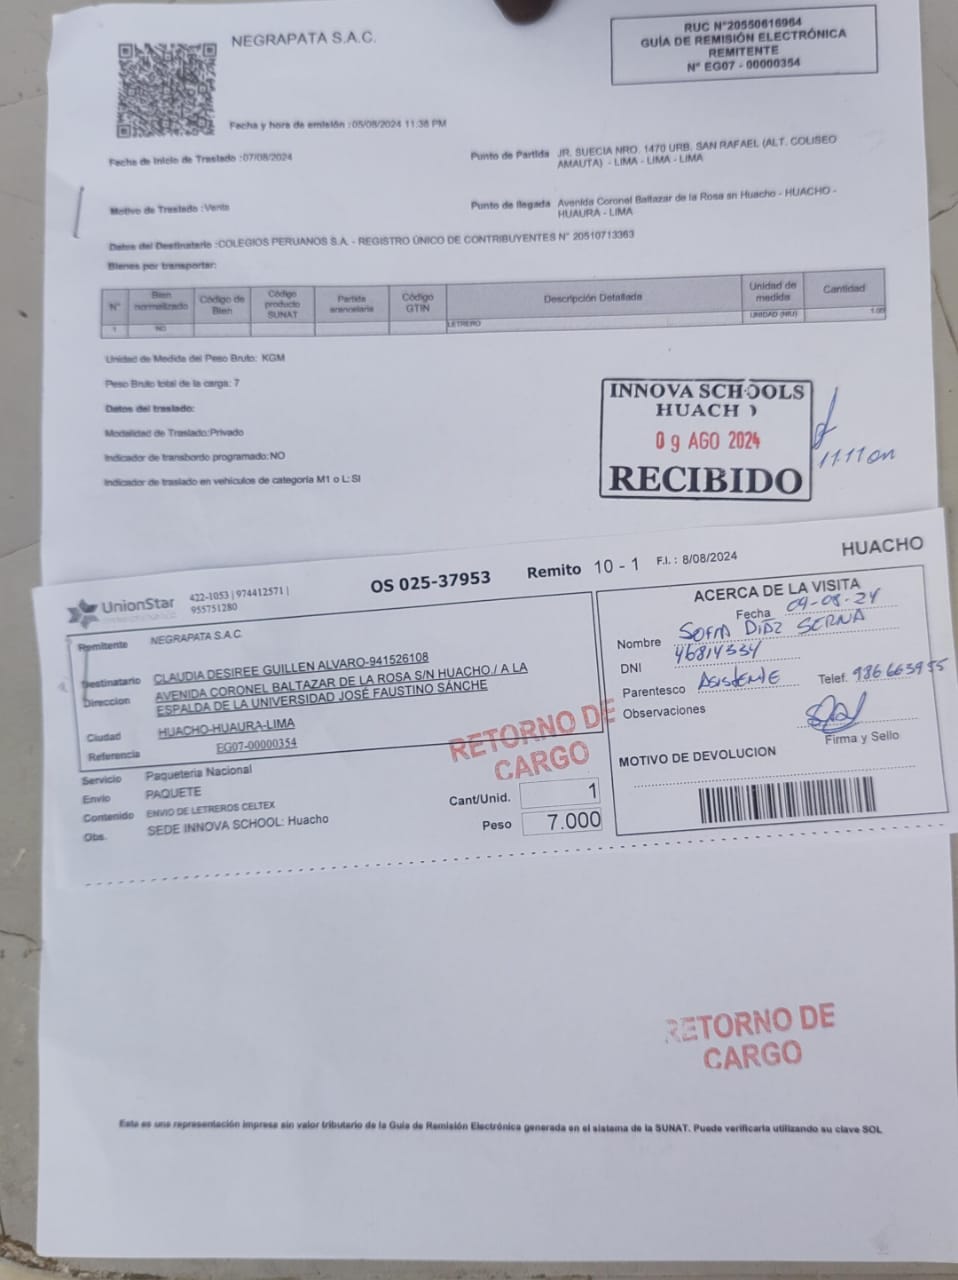 NEGRAPATA S.A.C.
RUC N°20550616964
GUÍA DE REMISIÓN ELECTRÓNICA
REMITENTE
N° EG07 - 00000354
Fecha y hora de emisión :05/08/2024 11:36 PM
Fecha de Inicio de Traslado :07/08/2024
Punto de Partida JR. SUECIA NRO. 1470 URB. SAN RAFAEL (ALT. COLISEO
AMAUTA) - LIMA - LIMA - LIMA
Motivo de Traslado :Venta
Punto de llegada Avenida Coronel Baltazar de la Rosa sn Huacho - HUACHO -
HUAURA - LIMA
Datos del Destinatario :COLEGIOS PERUANOS S.A. - REGISTRO ÚNICO DE CONTRIBUYENTES N° 20510713363
Bienes por transportar:
N° Bien normalizado Código de Bien Código producto SUNAT Partida arancelaria Código GTIN Descripción Detallada Unidad de medida Cantidad
1 NO LETRERO UNIDAD (NIU) 1.00
Unidad de Medida del Peso Bruto: KGM
Peso Bruto total de la carga: 7
Datos del traslado:
Modalidad de Traslado:Privado
Indicador de transbordo programado:NO
Indicador de traslado en vehículos de categoría M1 o L: SI
INNOVA SCHOOLS
HUACHO
09 AGO 2024
RECIBIDO
11:11 am
UnionStar
422-1053 | 974412571 |
955751280
OS 025-37953
Remito 10 - 1
F.I. : 8/08/2024
HUACHO
Remitente NEGRAPATA S.A.C.
Destinatario CLAUDIA DESIREE GUILLEN ALVARO-941526108
Direccion AVENIDA CORONEL BALTAZAR DE LA ROSA S/N HUACHO./ A LA
ESPALDA DE LA UNIVERSIDAD JOSÉ FAUSTINO SÁNCHE
Ciudad HUACHO-HUAURA-LIMA
Referencia EG07-00000354
Servicio Paqueteria Nacional
Envio PAQUETE
Contenido ENVIO DE LETREROS CELTEX
Obs. SEDE INNOVA SCHOOL: Huacho
RETORNO DE
CARGO
Cant/Unid. 1
Peso 7.000
ACERCA DE LA VISITA
Fecha 09-08-24
Nombre SOFIA DIAZ SERNA
DNI 46814334
Parentesco ASISTENTE
Telef. 986663955
Observaciones
Firma y Sello
MOTIVO DE DEVOLUCION
RETORNO DE
CARGO
Esta es una representación impresa sin valor tributario de la Guía de Remisión Electrónica generada en el sistema de la SUNAT. Puede verificarla utilizando su clave SOL